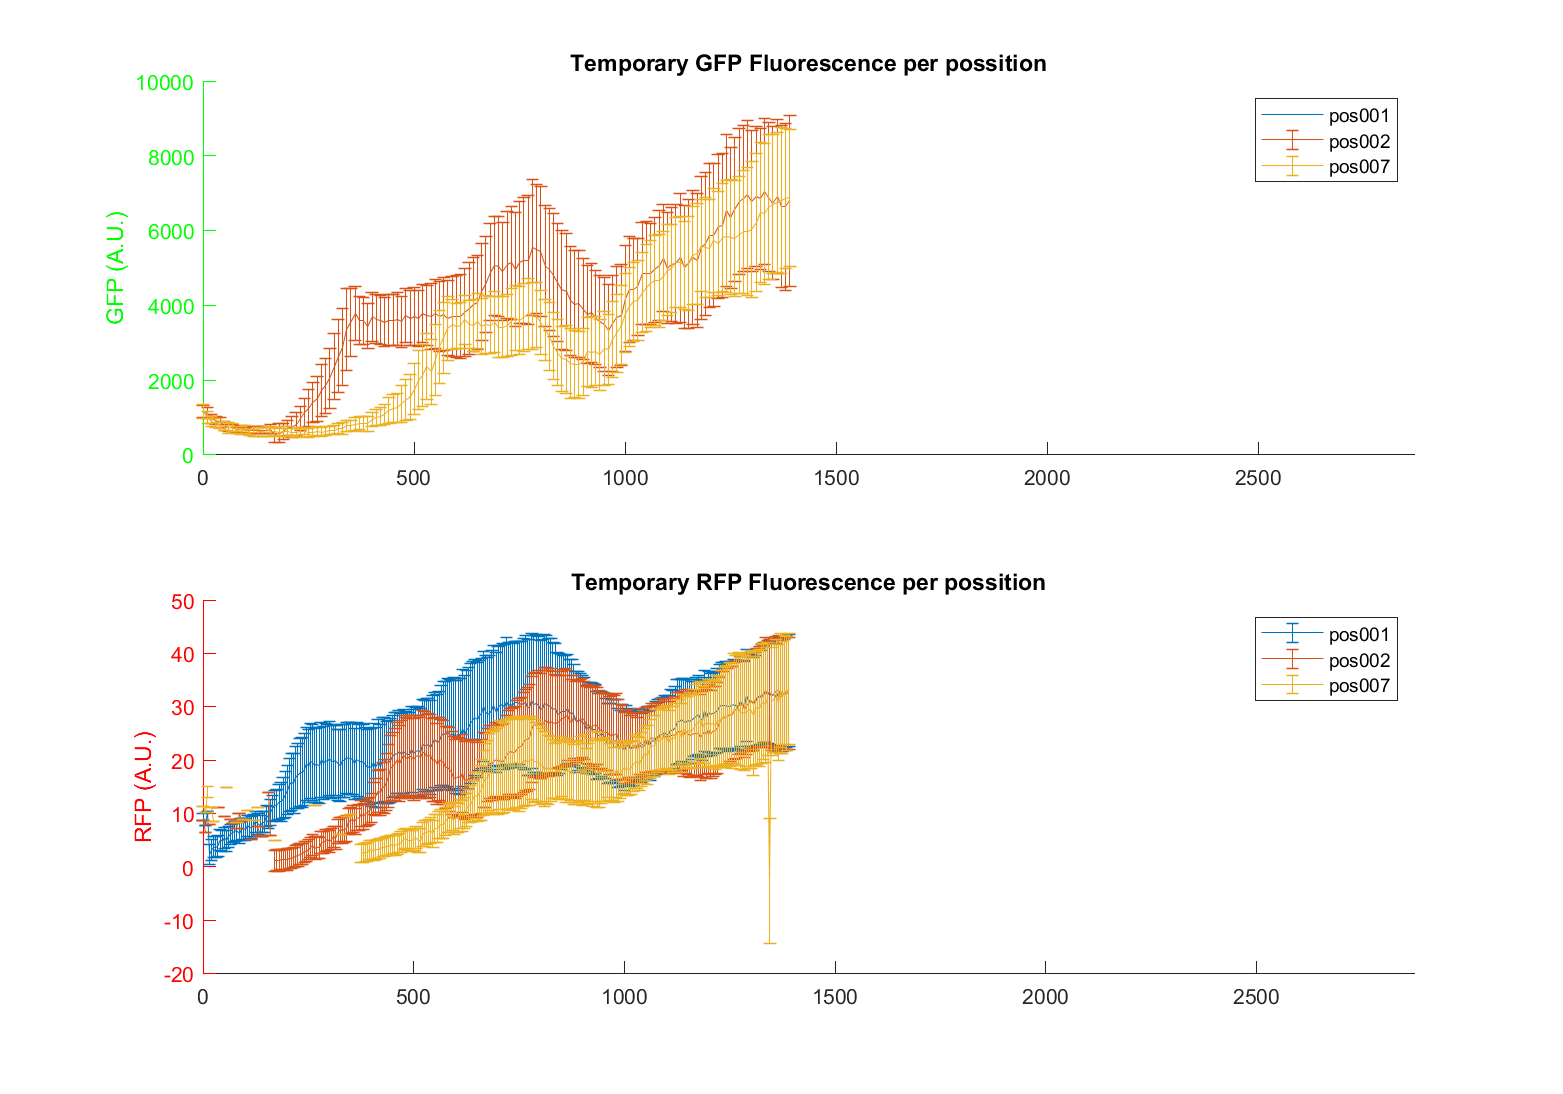 Temporary GFP Fluorescence per possition
GFP (A.U.)
10000
8000
6000
4000
2000
0
0 500 1000 1500 2000 2500
pos001
pos002
pos007
Temporary RFP Fluorescence per possition
RFP (A.U.)
50
40
30
20
10
0
-10
-20
0 500 1000 1500 2000 2500
pos001
pos002
pos007